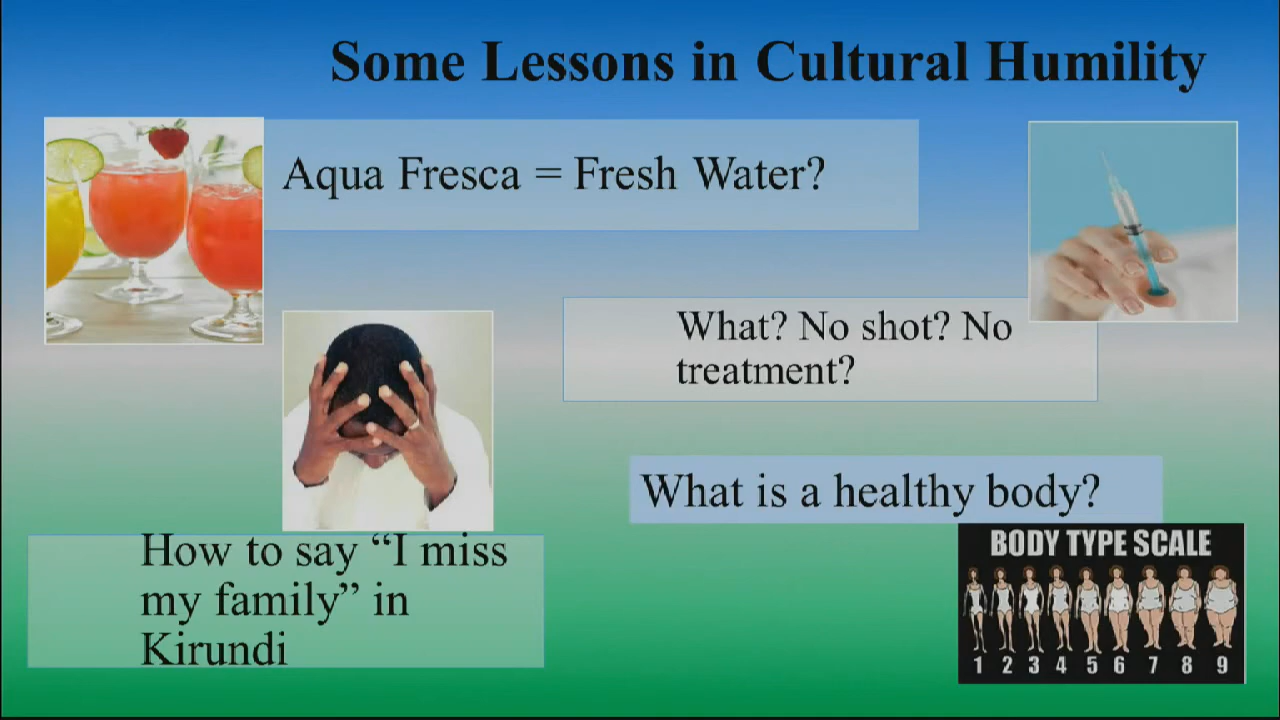 Some Lessons in Cultural Humility
Aqua Fresca = Fresh Water?
What? No shot? No
treatment?
What is a healthy body?
How to say “I miss
my family” in
Kirundi
BODY TYPE SCALE
1 2 3 4 5 6 7 8 9